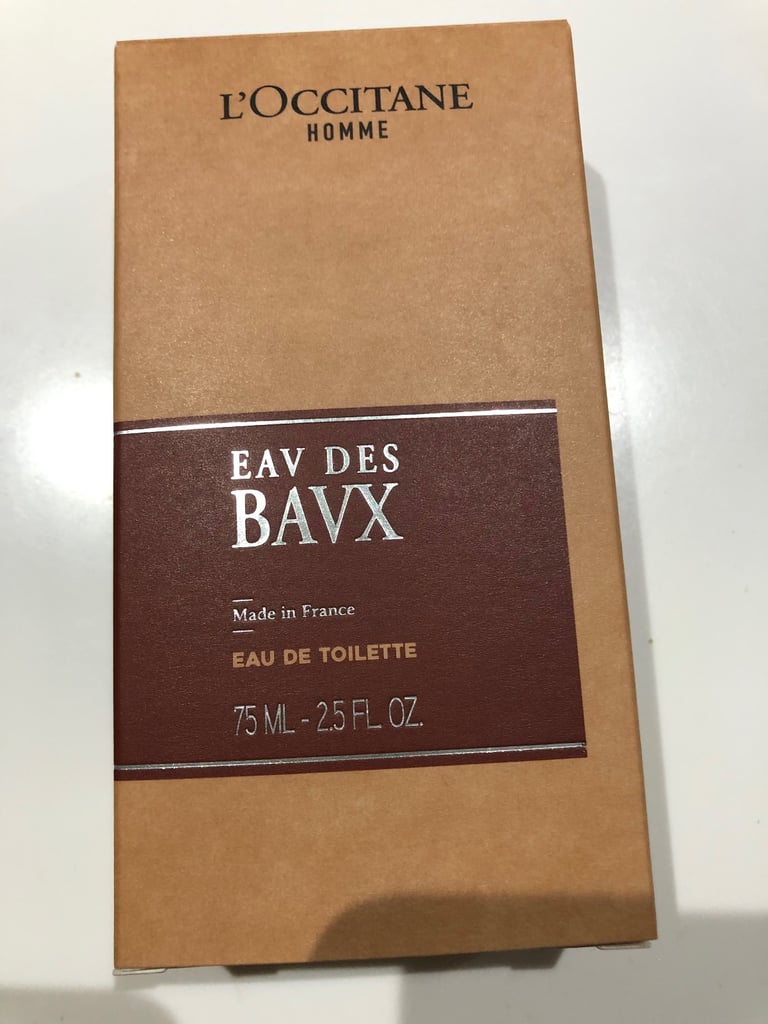 L'OCCITANE
HOMME
EAV DES
BAVX
Made in France
EAU DE TOILETTE
75 ML - 2.5 FL. OZ.